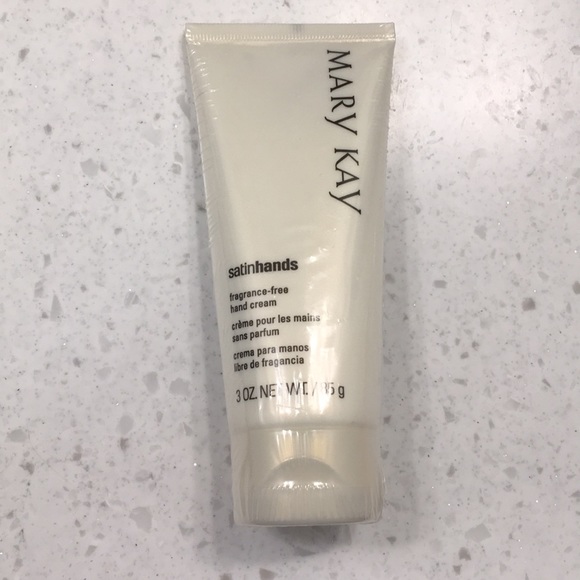 MARY KAY
satinhands
fragrance-free
hand cream
crème pour les mains
sans parfum
crema para manos
libre de fragancia
3 OZ. NET WT. / 85 g